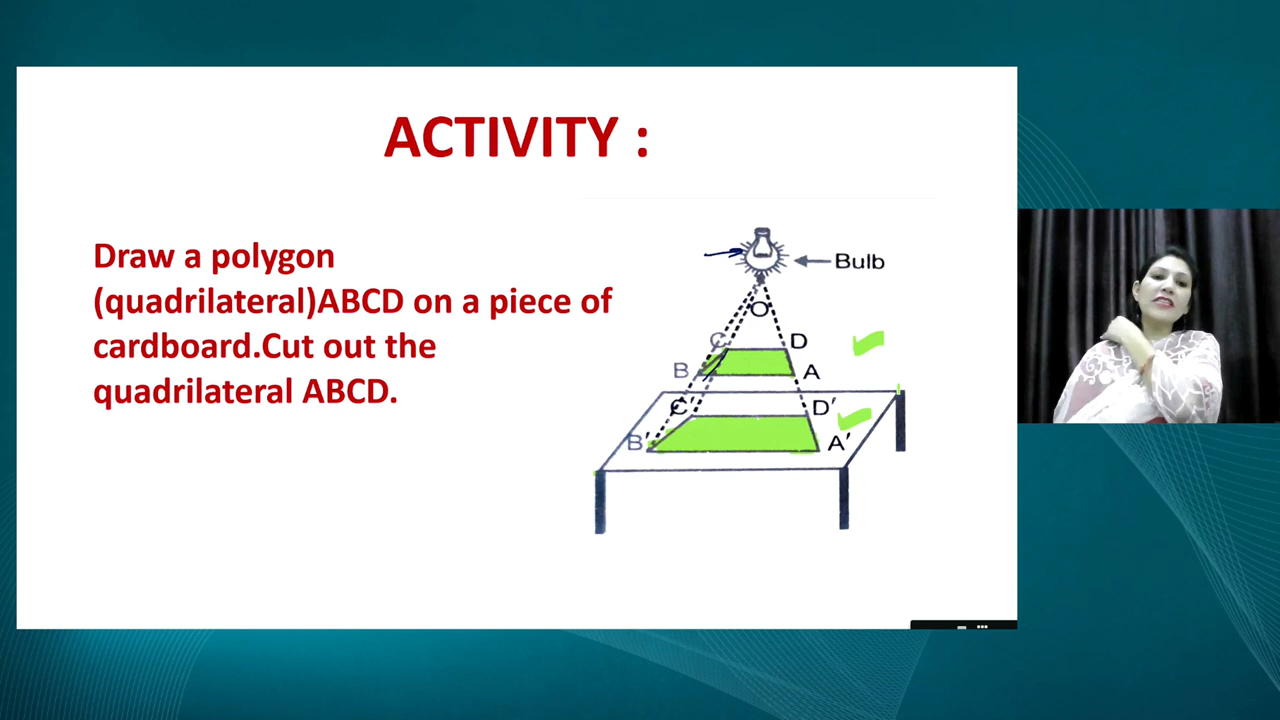 ACTIVITY :
Draw a polygon
(quadrilateral)ABCD on a piece of
cardboard.Cut out the
quadrilateral ABCD.
Bulb
O
C D
B A
C' D'
B' A'